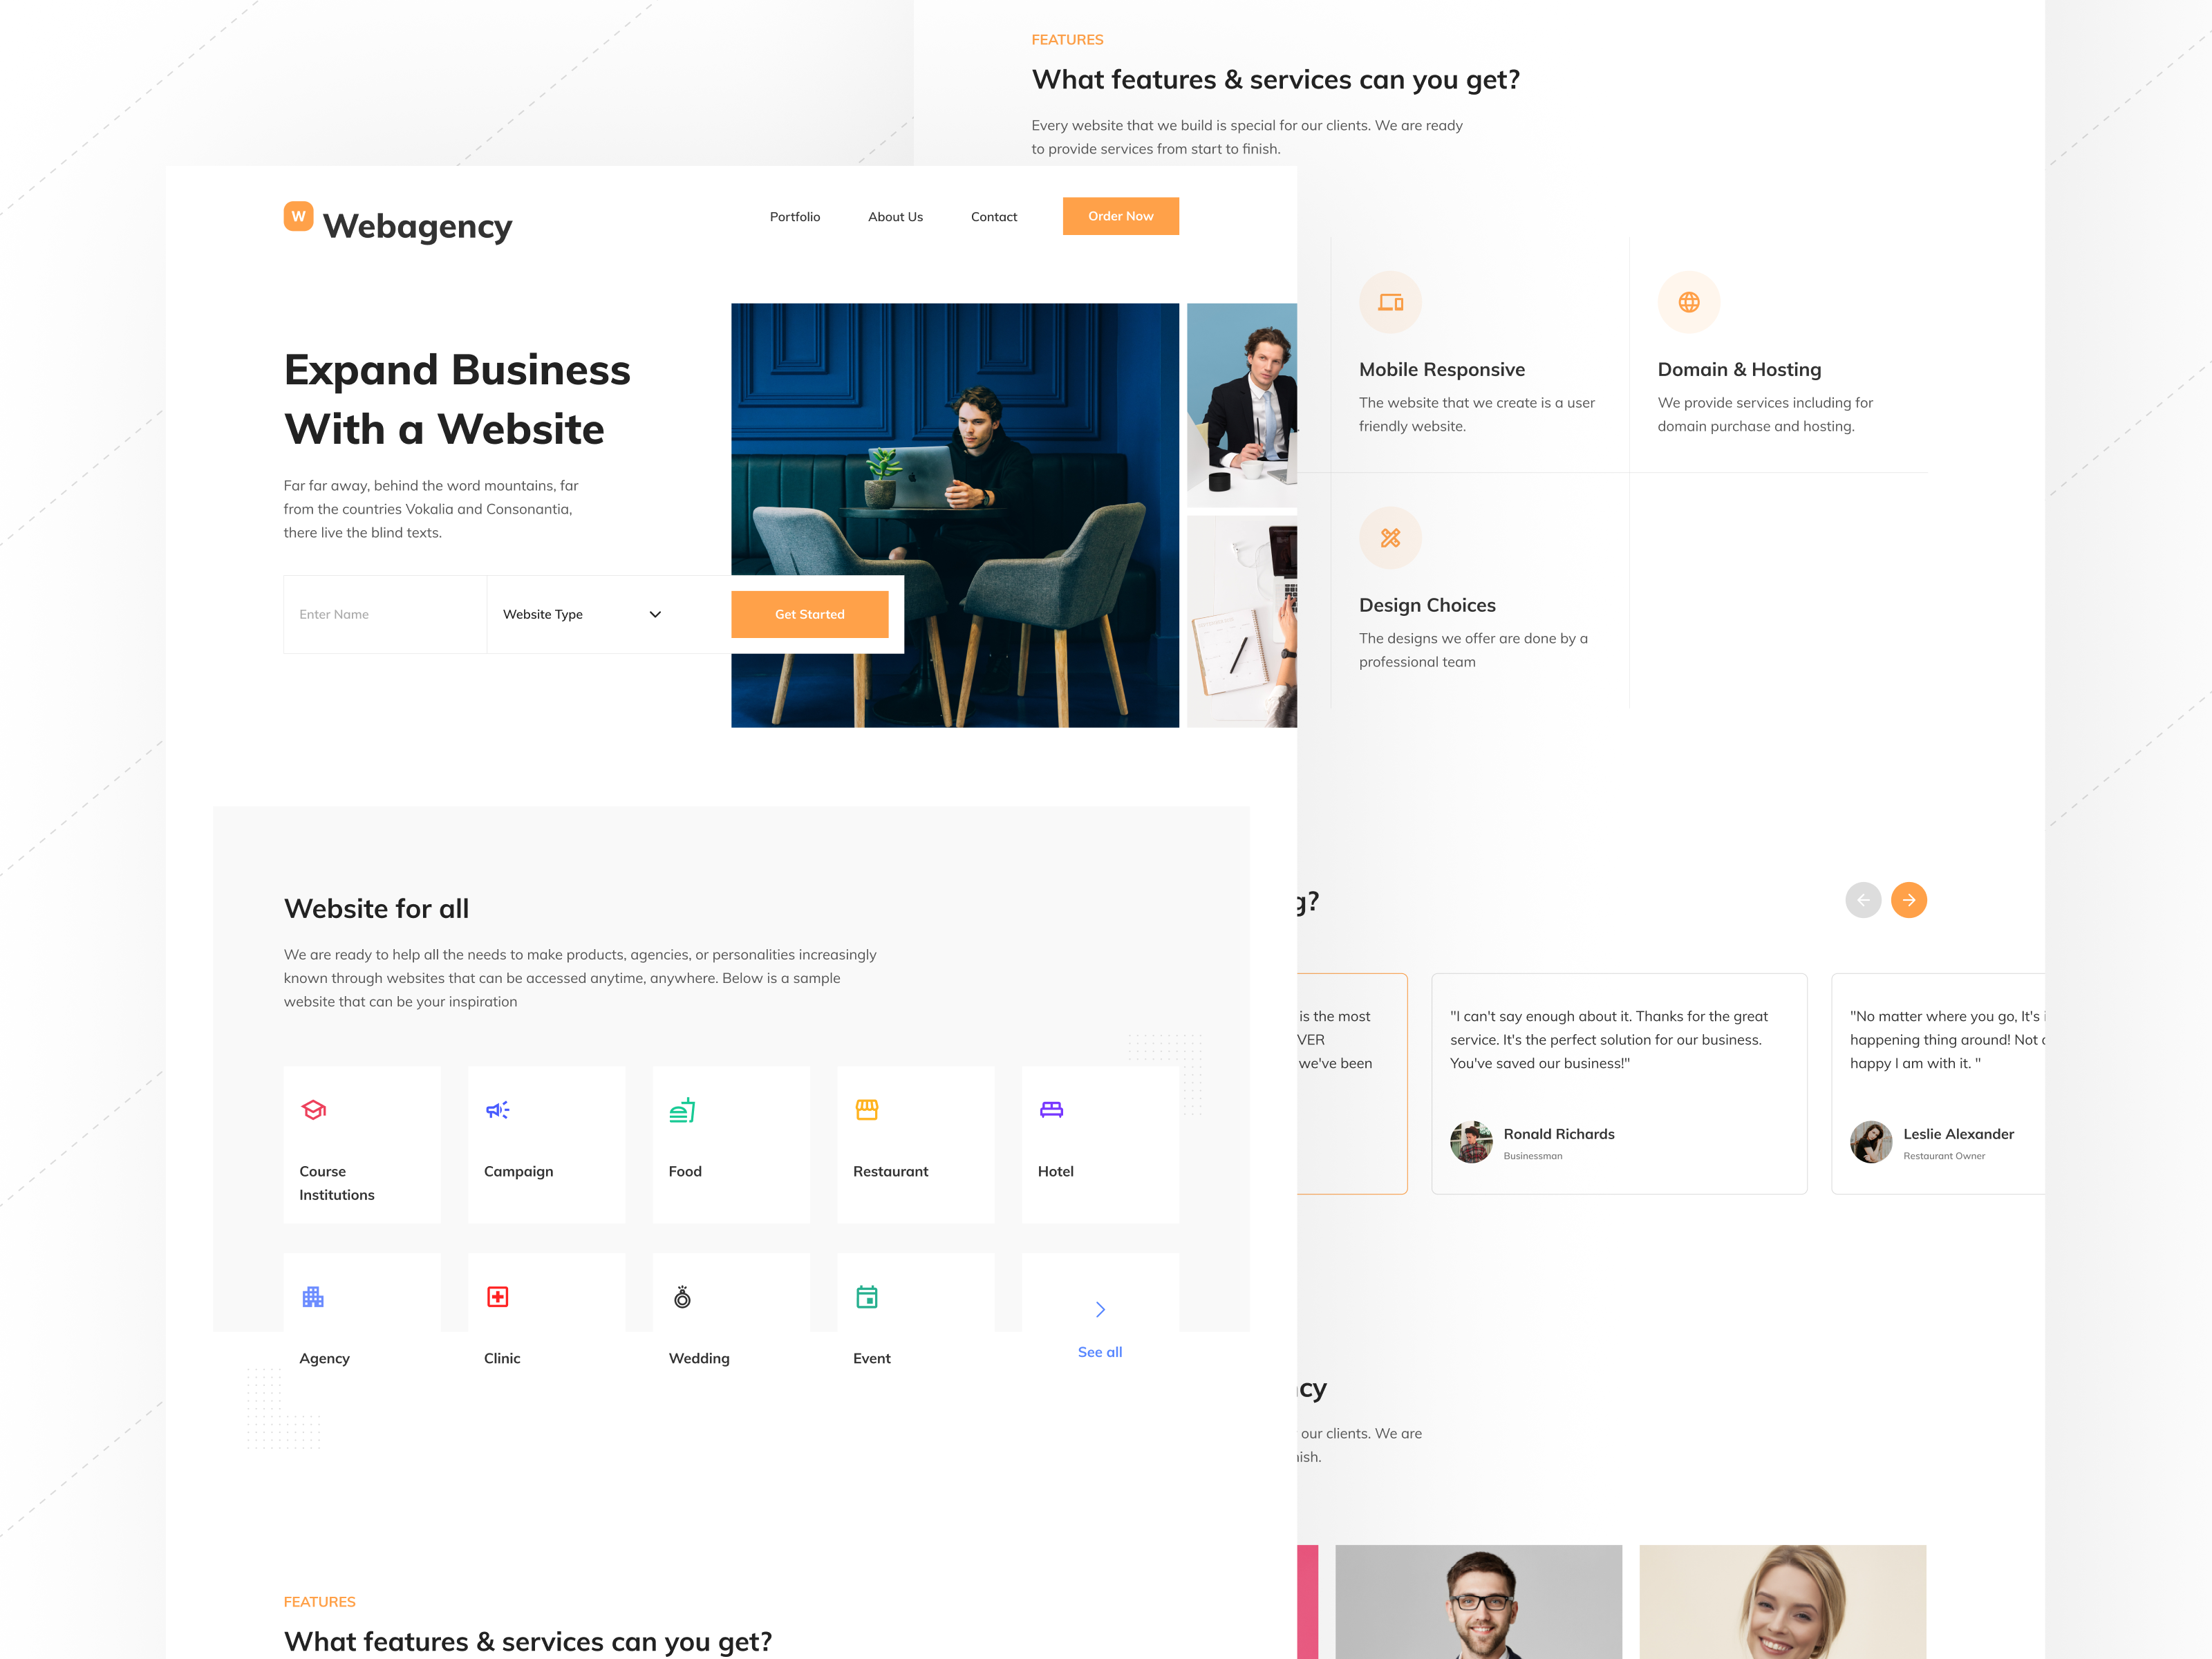 FEATURES
What features & services can you get?
Every website that we build is special for our clients. We are ready
to provide services from start to finish.
W
Webagency
Portfolio
About Us
Contact
Order Now
Expand Business
With a Website
Far far away, behind the word mountains, far
from the countries Vokalia and Consonantia,
there live the blind texts.
Enter Name
Website Type
Get Started
Mobile Responsive
The website that we create is a user
friendly website.
Domain & Hosting
We provide services including for
domain purchase and hosting.
Design Choices
The designs we offer are done by a
professional team
Website for all
We are ready to help all the needs to make products, agencies, or personalities increasingly
known through websites that can be accessed anytime, anywhere. Below is a sample
website that can be your inspiration
Course
Institutions
Campaign
Food
Restaurant
Hotel
Agency
Clinic
Wedding
Event
See all
is the most
we've been
"I can't say enough about it. Thanks for the great
service. It's the perfect solution for our business.
You've saved our business!"
Ronald Richards
Businessman
"No matter where you go, It's
happening thing around! Not
happy I am with it. "
Leslie Alexander
Restaurant Owner
our clients. We are
FEATURES
What features & services can you get?